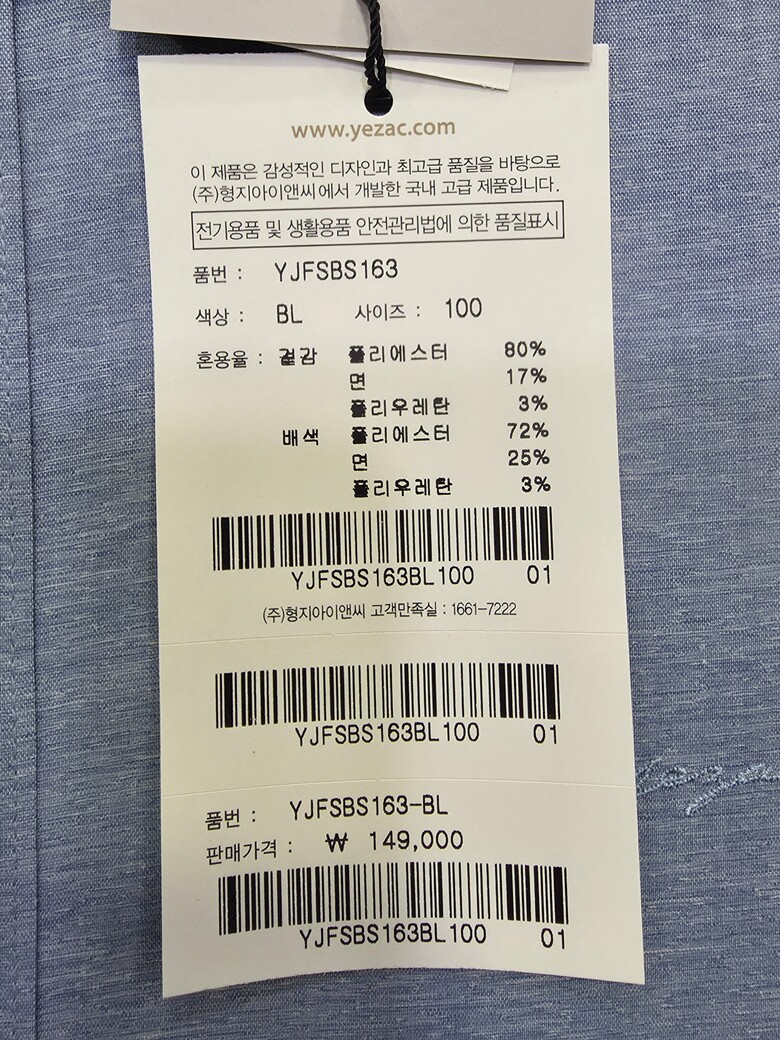 www.yezac.com
이 제품은 감성적인 디자인과 최고급 품질을 바탕으로
(주)형지아이앤씨에서 개발한 국내 고급 제품입니다.
전기용품 및 생활용품 안전관리법에 의한 품질표시
품번 : YJFSBS163
색상 : BL 사이즈 : 100
혼용율 : 겉감 폴리에스터 80%
면 17%
폴리우레탄 3%
배색 폴리에스터 72%
면 25%
폴리우레탄 3%
YJFSBS163BL100 01
(주)형지아이앤씨 고객만족실 : 1661-7222
YJFSBS163BL100 01
품번 : YJFSBS163-BL
판매가격 : ₩ 149,000
YJFSBS163BL100 01